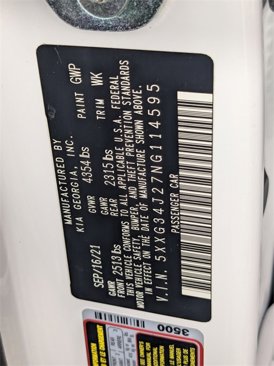 MANUFACTURED BY
KIA GEORGIA, INC.
PAINT GWP
SEP/16/21 GVWR 4354 lbs TRIM WK
GAWR FRONT 2513 lbs GAWR REAR 2315 lbs
THIS VEHICLE CONFORMS TO ALL APPLICABLE U.S.A. FEDERAL
MOTOR VEHICLE SAFETY, BUMPER, AND THEFT PREVENTION STANDARDS
IN EFFECT ON THE DATE OF MANUFACTURE SHOWN ABOVE.
V.I.N. 5XXG34J27NG114595
PASSENGER CAR
3500